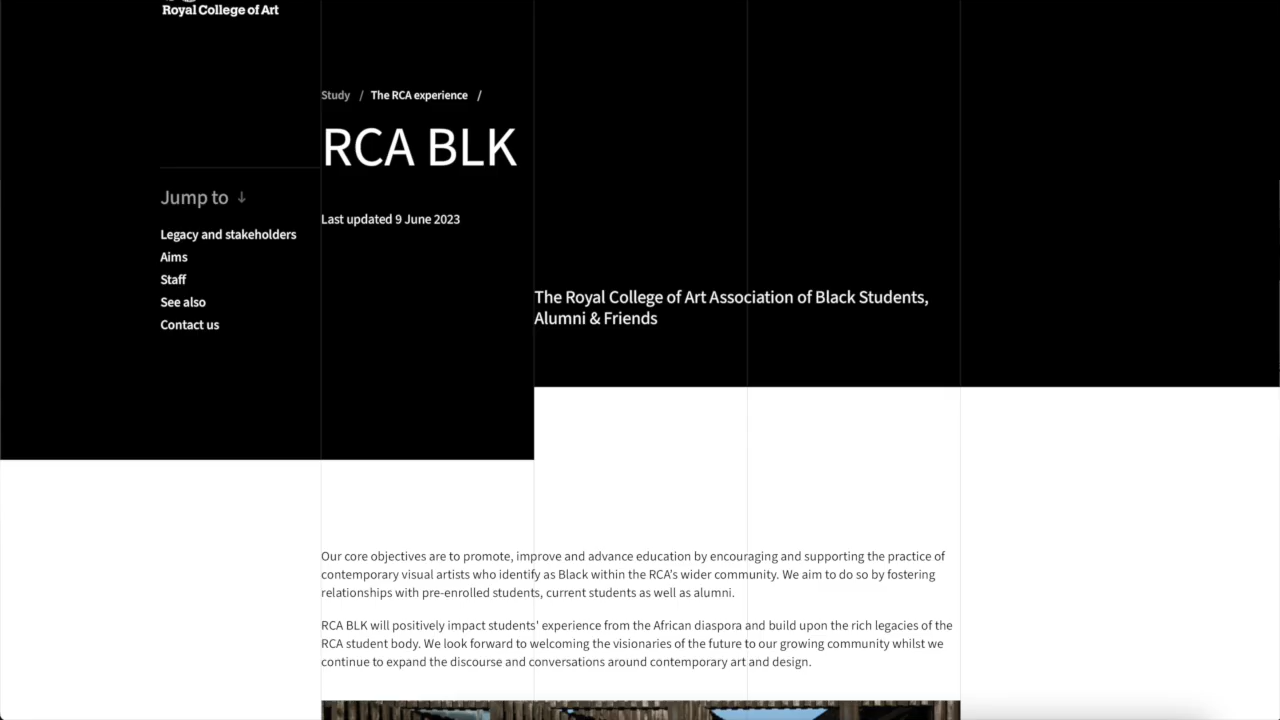 Royal College of Art
Study / The RCA experience /
RCA BLK
Last updated 9 June 2023
Jump to ↓
Legacy and stakeholders
Aims
Staff
See also
Contact us
The Royal College of Art Association of Black Students,
Alumni & Friends
Our core objectives are to promote, improve and advance education by encouraging and supporting the practice of
contemporary visual artists who identify as Black within the RCA's wider community. We aim to do so by fostering
relationships with pre-enrolled students, current students as well as alumni.
RCA BLK will positively impact students' experience from the African diaspora and build upon the rich legacies of the
RCA student body. We look forward to welcoming the visionaries of the future to our growing community whilst we
continue to expand the discourse and conversations around contemporary art and design.